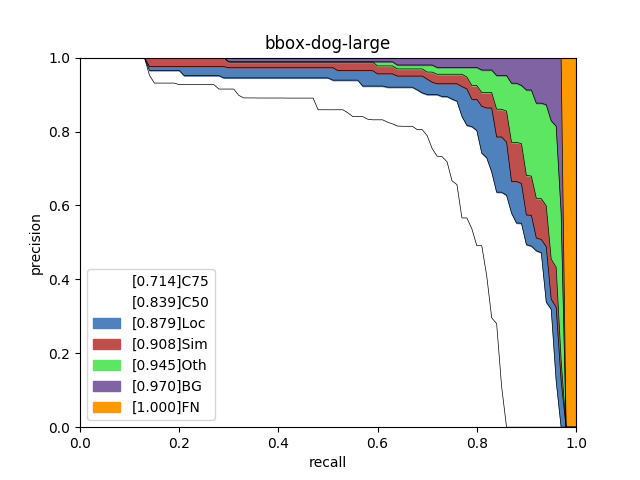 bbox-dog-large
1.0
0.8
0.6
0.4
0.2
0.0
precision
[0.714]C75
[0.839]C50
[0.879]Loc
[0.908]Sim
[0.945]Oth
[0.970]BG
[1.000]FN
0.0 0.2 0.4 0.6 0.8 1.0
recall